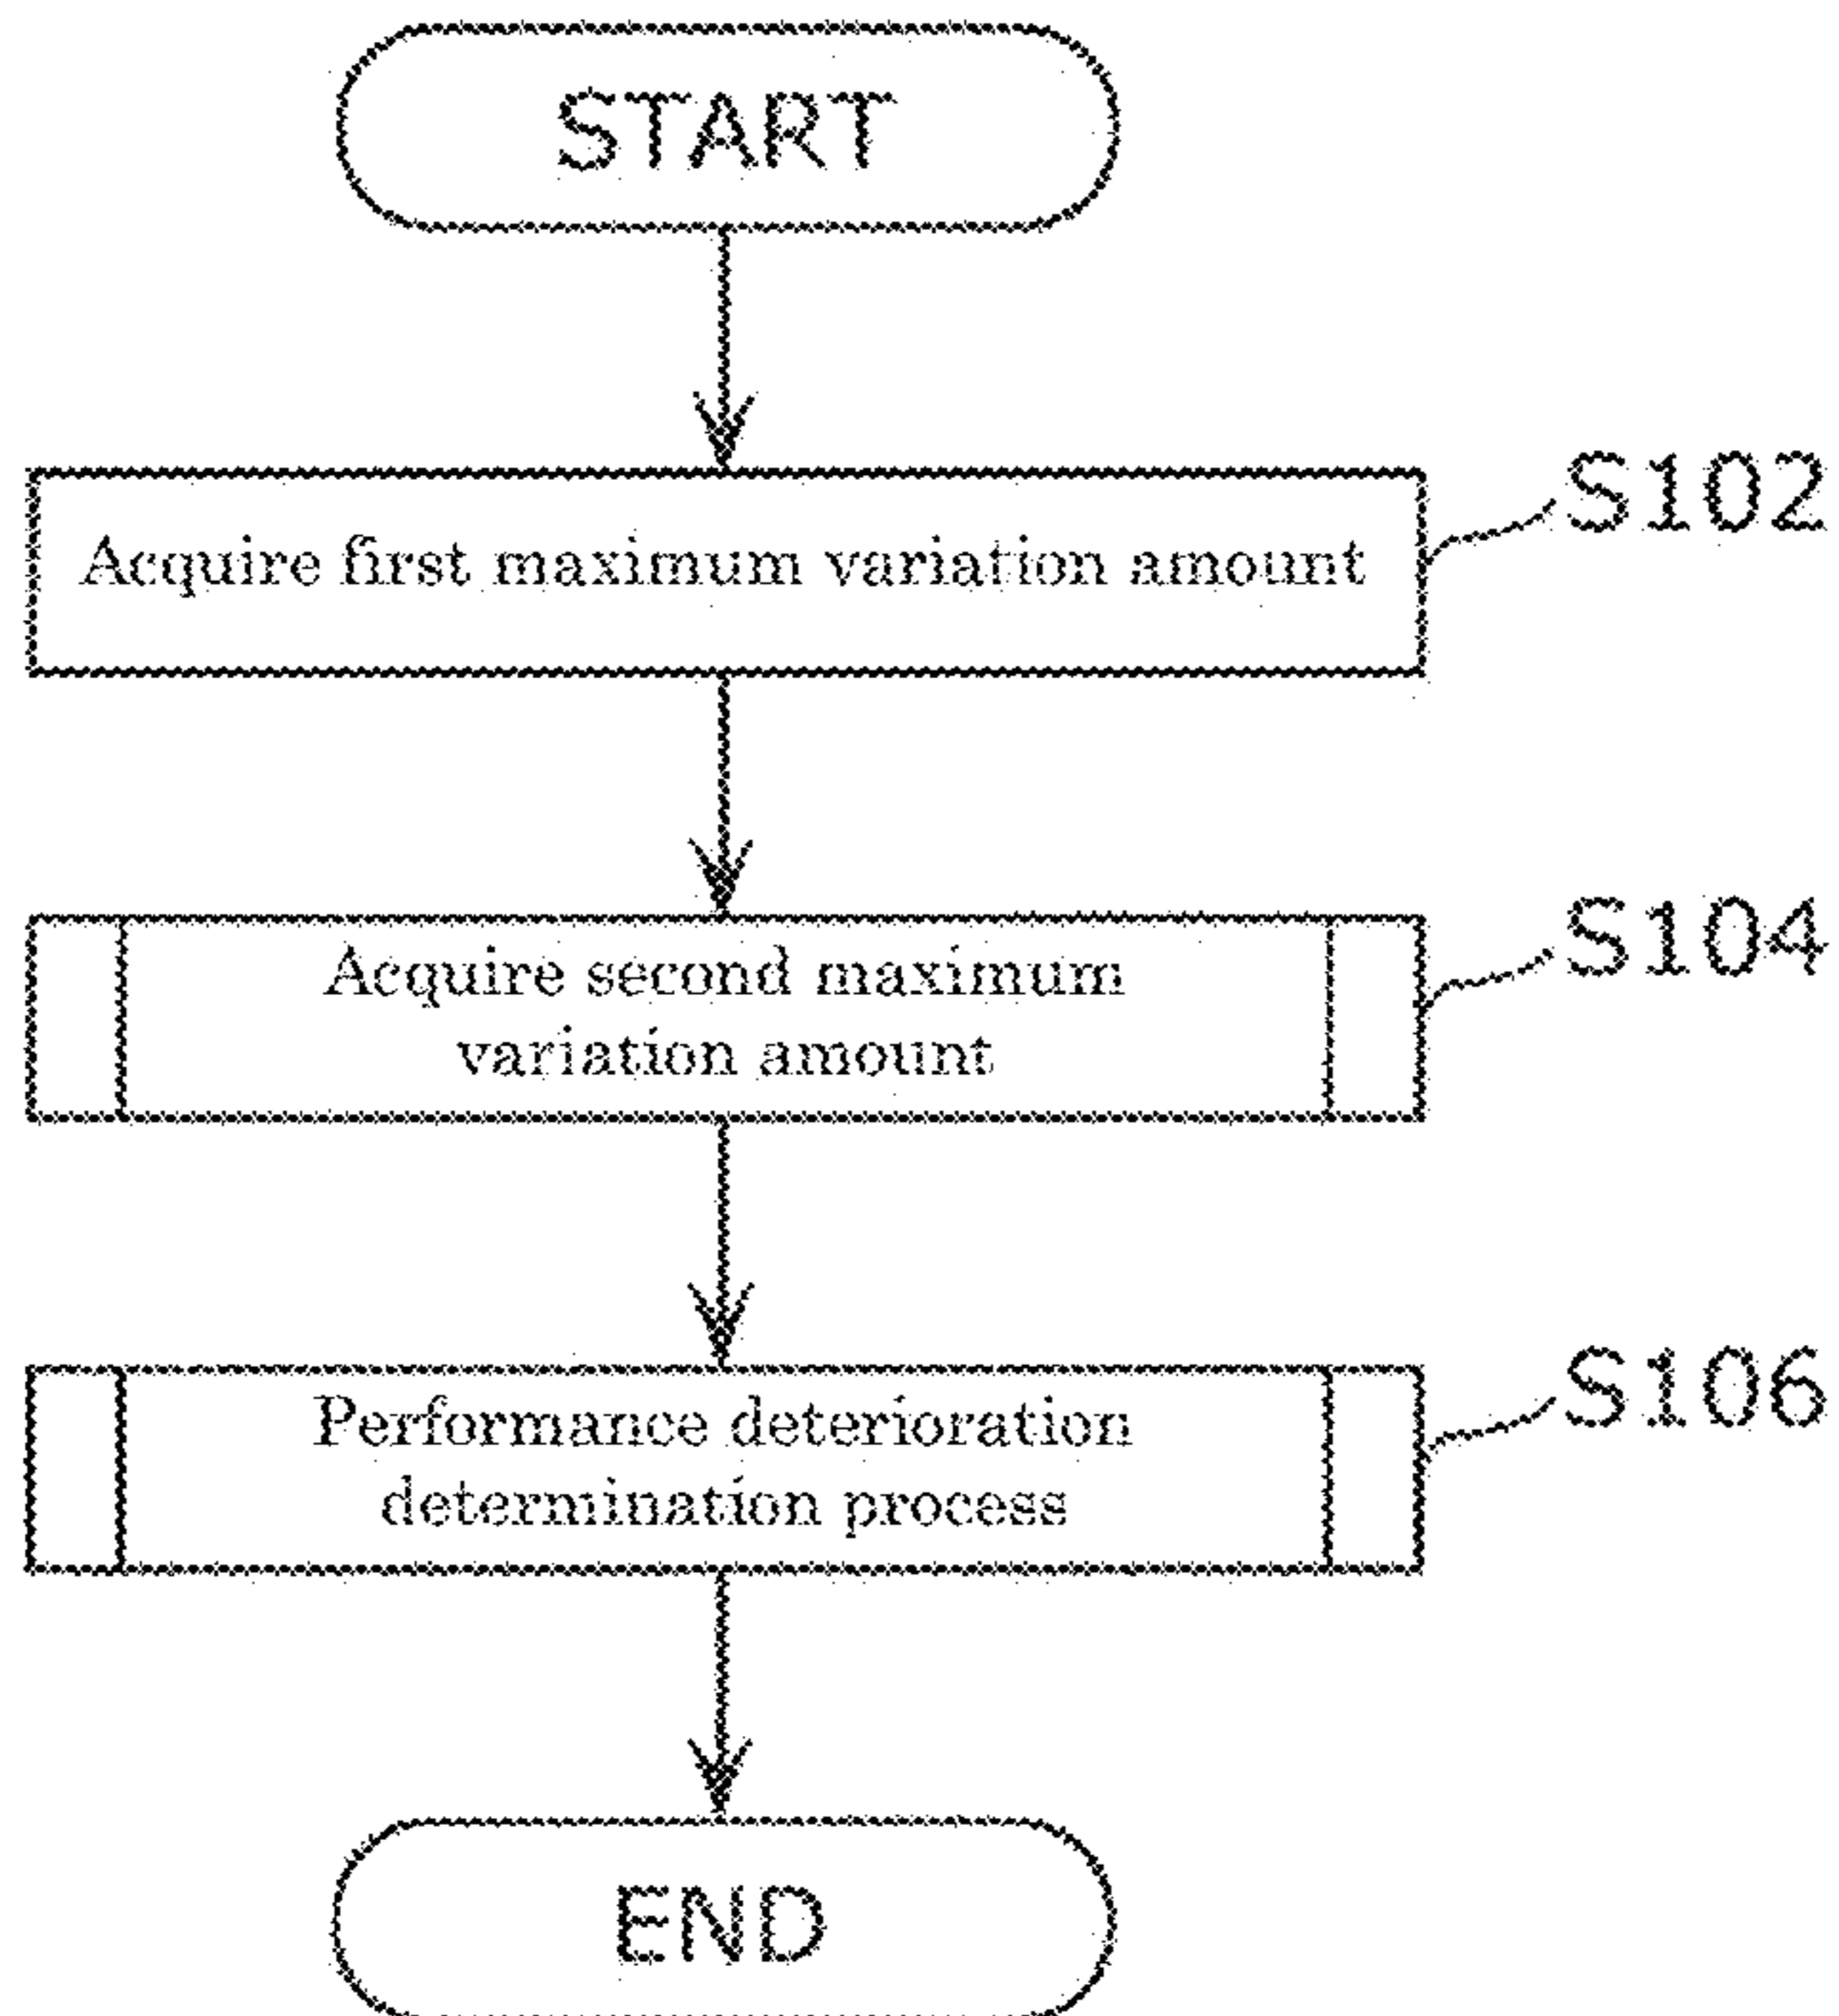 START
Acquire first maximum variation amount
S102
Acquire second maximum
variation amount
S104
Performance deterioration
determination process
S106
END